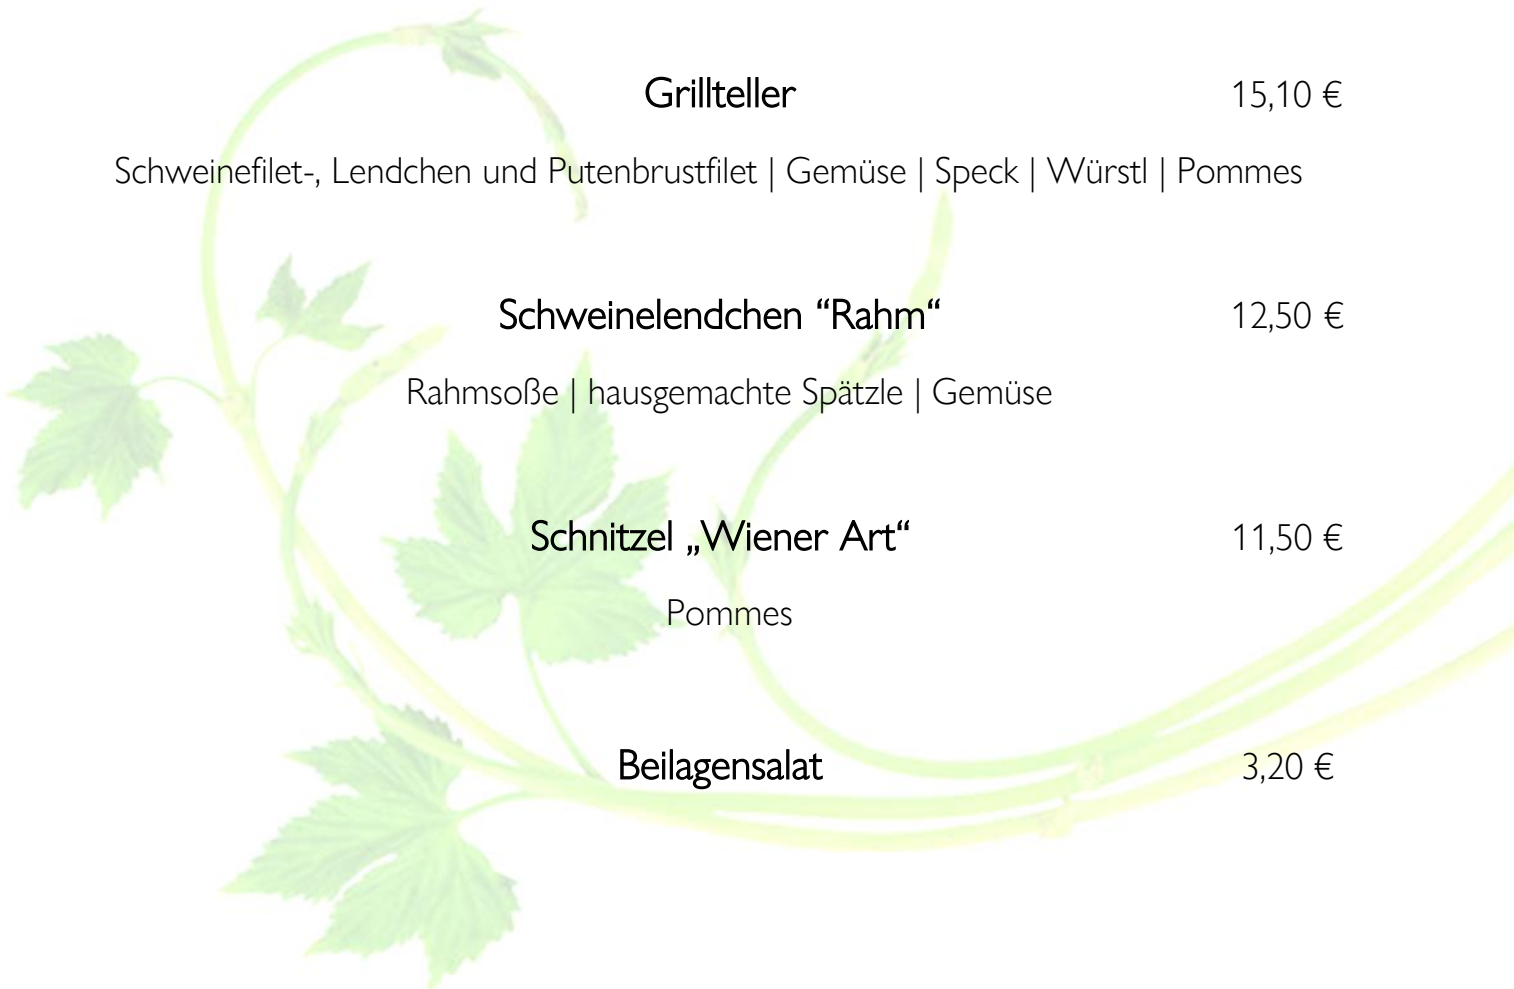 Grillteller 15,10 €
Schweinefilet-, Lendchen und Putenbrustfilet | Gemüse | Speck | Würstl | Pommes
Schweinelendchen “Rahm“ 12,50 €
Rahmsoße | hausgemachte Spätzle | Gemüse
Schnitzel „Wiener Art“ 11,50 €
Pommes
Beilagensalat 3,20 €